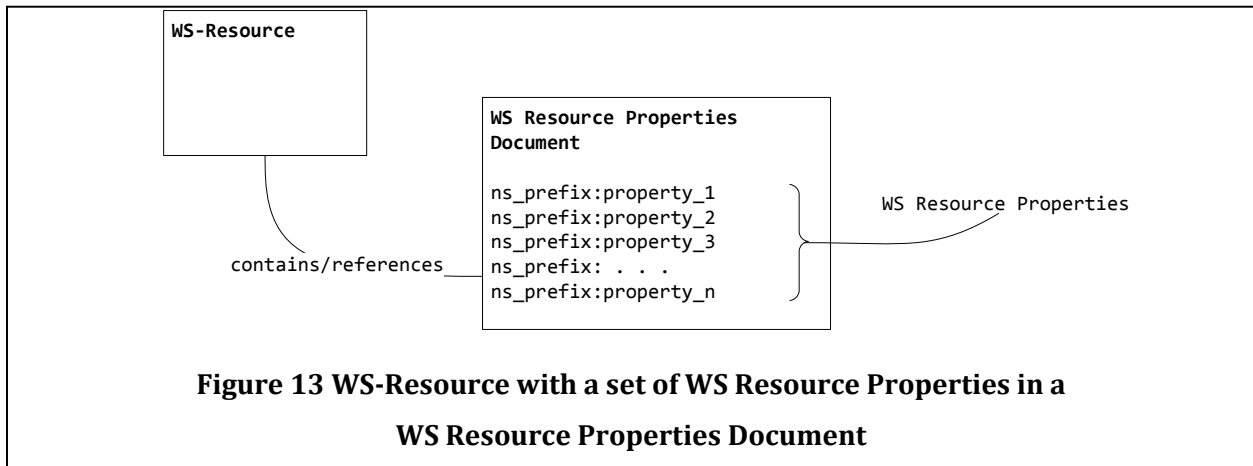 WS-Resource
WS Resource Properties
Document
ns_prefix:property_1
ns_prefix:property_2
ns_prefix:property_3
ns_prefix: . . .
ns_prefix:property_n
WS Resource Properties
contains/references
Figure 13 WS-Resource with a set of WS Resource Properties in a
WS Resource Properties Document